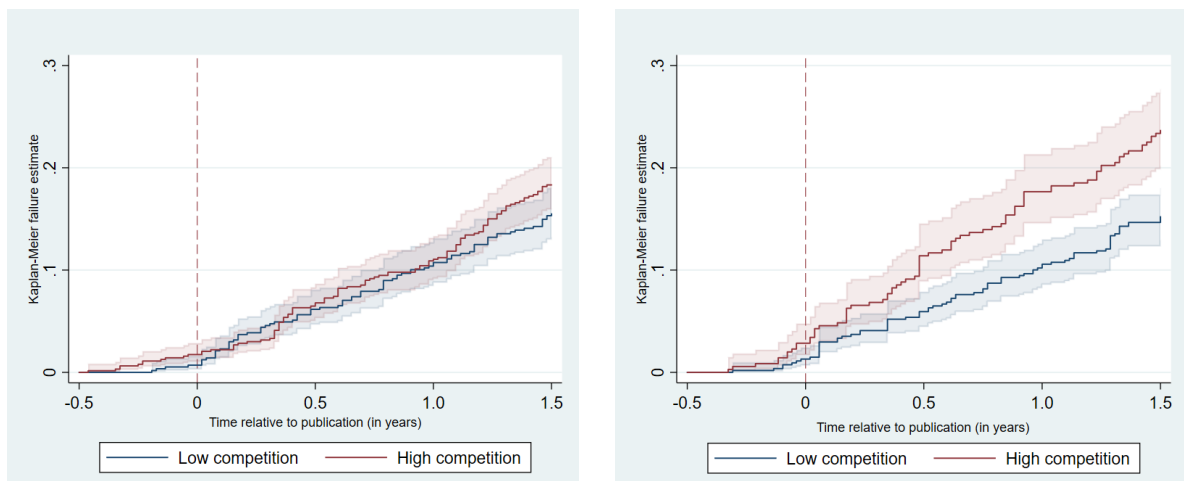 Kaplan-Meier failure estimate
.3
.2
.1
0
-0.5 0 0.5 1.0 1.5
Time relative to publication (in years)
Low competition High competition
Kaplan-Meier failure estimate
.3
.2
.1
0
-0.5 0 0.5 1.0 1.5
Time relative to publication (in years)
Low competition High competition